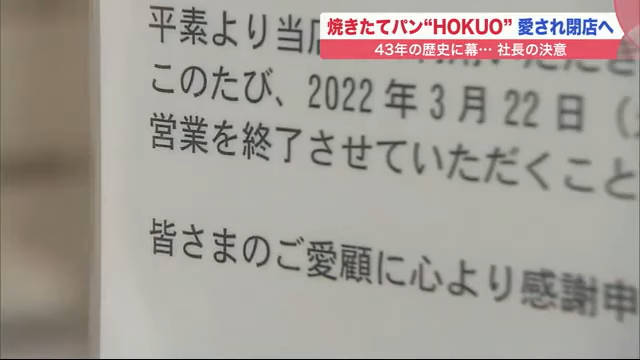 焼きたてパン“HOKUO” 愛され閉店へ
43年の歴史に幕… 社長の決意
平素より当店
このたび、2022年3月22日（
営業を終了させていただくこと
皆さまのご愛顧に心より感謝申